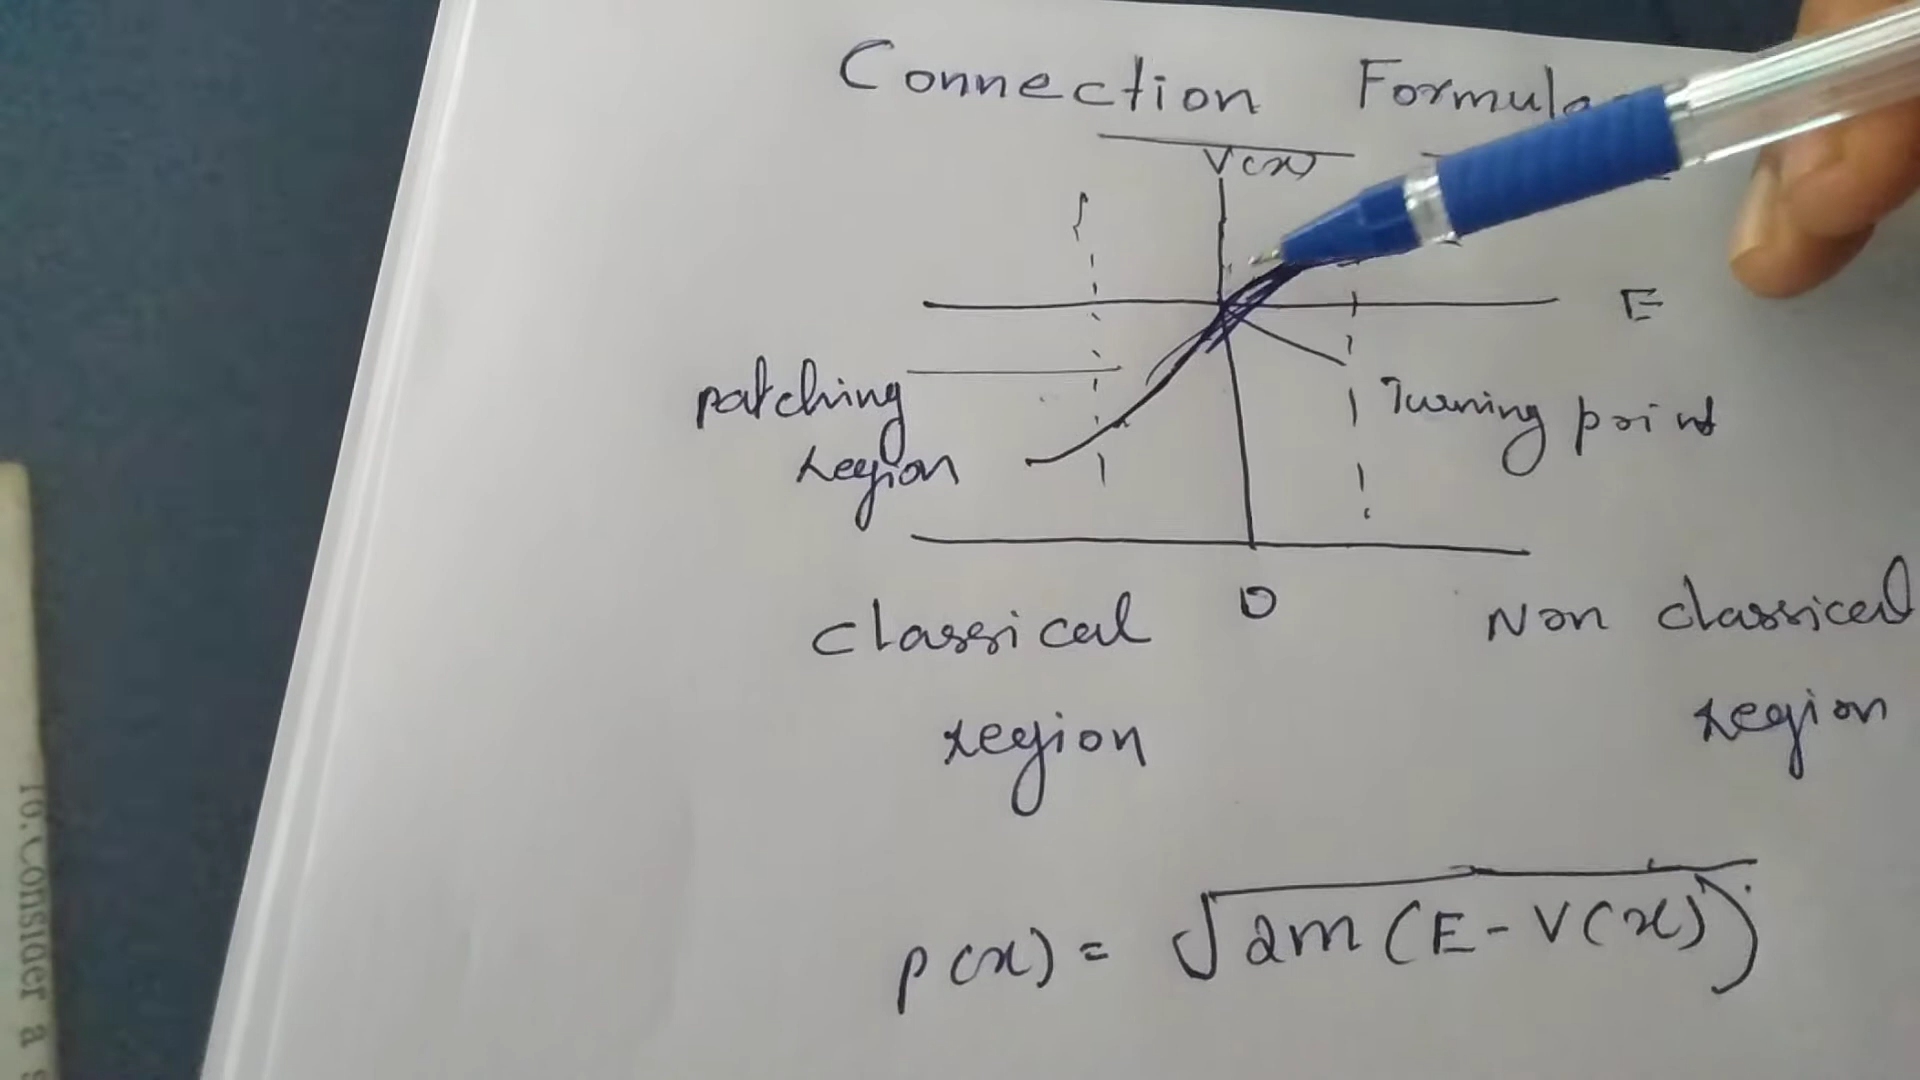 Connection Formula
V(x)
E
patching
region
Turning point
0
classical
region
Non classical
region
p(x) = √2m(E-V(x))
10. Consider a